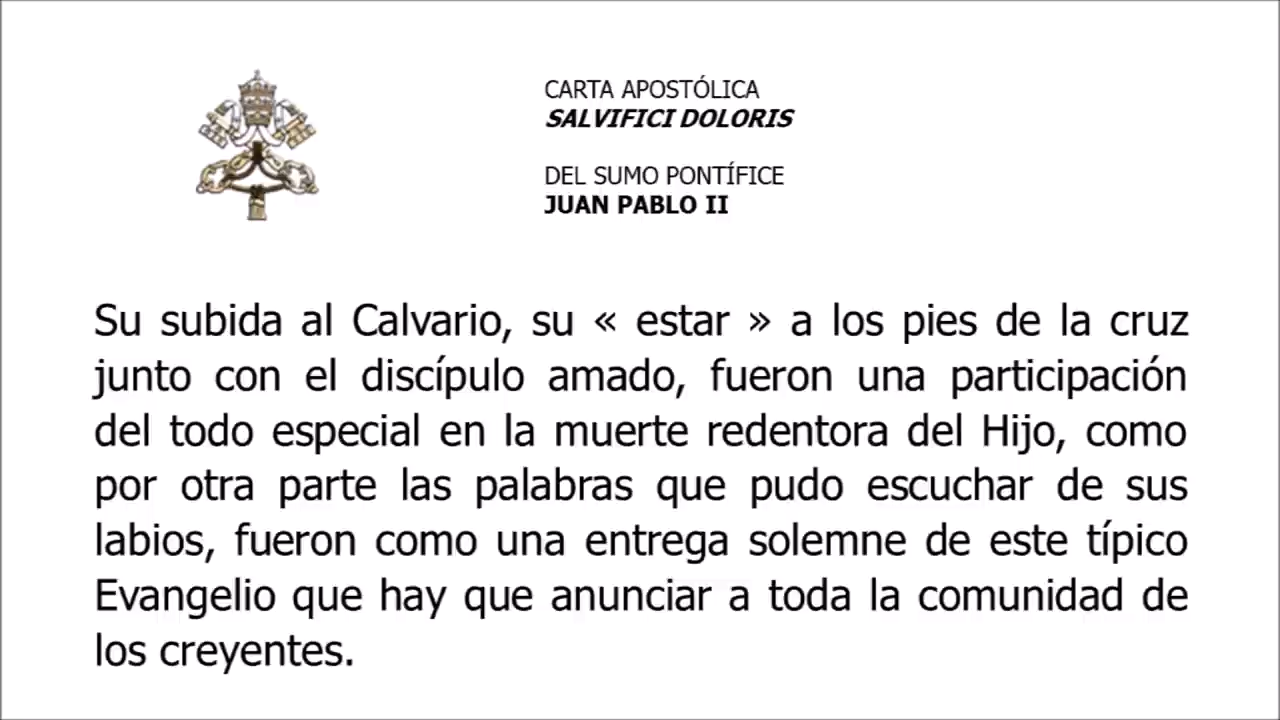 CARTA APOSTÓLICA
SALVIFICI DOLORIS
DEL SUMO PONTÍFICE
JUAN PABLO II
Su subida al Calvario, su « estar » a los pies de la cruz
junto con el discípulo amado, fueron una participación
del todo especial en la muerte redentora del Hijo, como
por otra parte las palabras que pudo escuchar de sus
labios, fueron como una entrega solemne de este típico
Evangelio que hay que anunciar a toda la comunidad de
los creyentes.